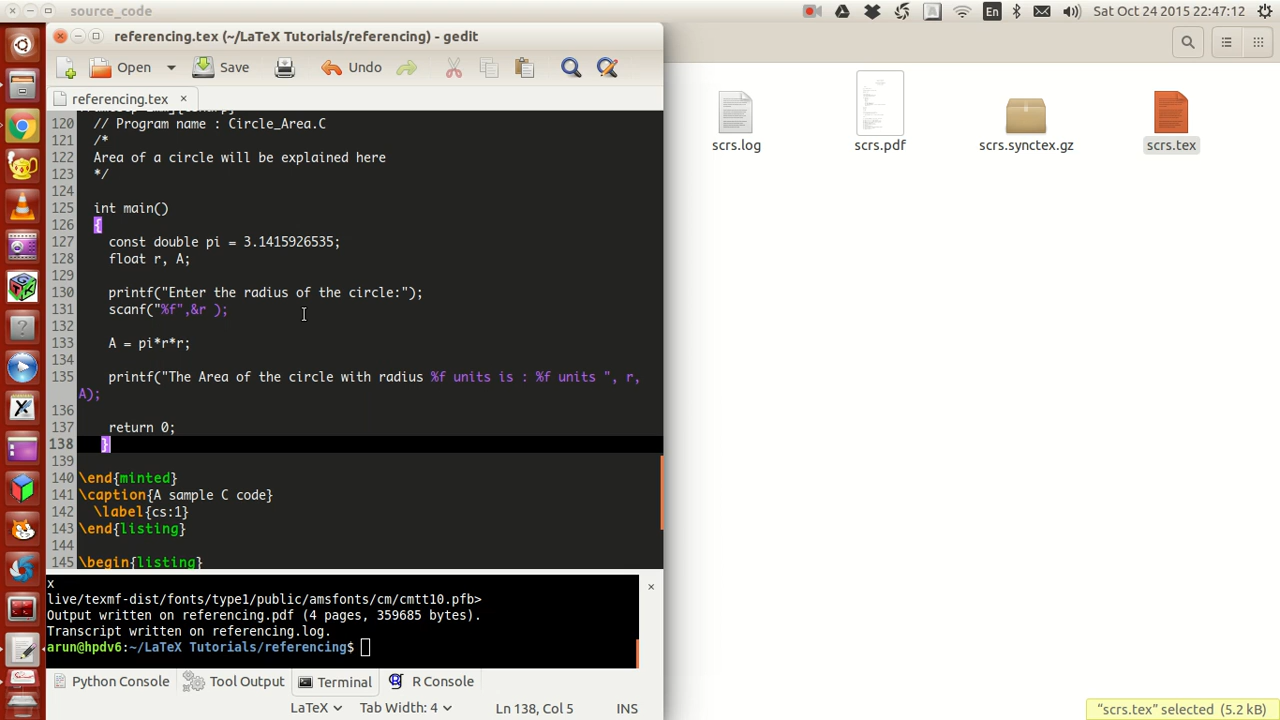 source_code
En
Sat Oct 24 2015 22:47:12
referencing.tex (~/LaTeX Tutorials/referencing) - gedit
Open
Save
Undo
referencing.tex ×
120 // Program name : Circle_Area.C
121 /*
122 Area of a circle will be explained here
123 */
124
125 int main()
126 {
127 const double pi = 3.1415926535;
128 float r, A;
129
130 printf("Enter the radius of the circle:");
131 scanf("%f",&r );
132
133 A = pi*r*r;
134
135 printf("The Area of the circle with radius %f units is : %f units ", r,
A);
136
137 return 0;
138 }
139
140 \end{minted}
141 \caption{A sample C code}
142 \label{cs:1}
143 \end{listing}
144
145 \begin{listing}
x
live/texmf-dist/fonts/type1/public/amsfonts/cm/cmtt10.pfb>
Output written on referencing.pdf (4 pages, 359685 bytes).
Transcript written on referencing.log.
arun@hpdv6:~/LaTeX Tutorials/referencing$
Python Console
Tool Output
Terminal
LaTeX
Tab Width: 4
Ln 138, Col 5
INS
scrs.log
scrs.pdf
scrs.synctex.gz
scrs.tex
“scrs.tex” selected (5.2 kB)